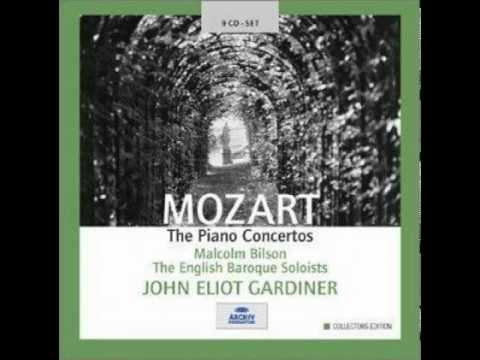 9 CD-SET
MOZART
The Piano Concertos
Malcolm Bilson
The English Baroque Soloists
JOHN ELIOT GARDINER
ARCHIV
PRODUKTION
COLLECTORS EDITION